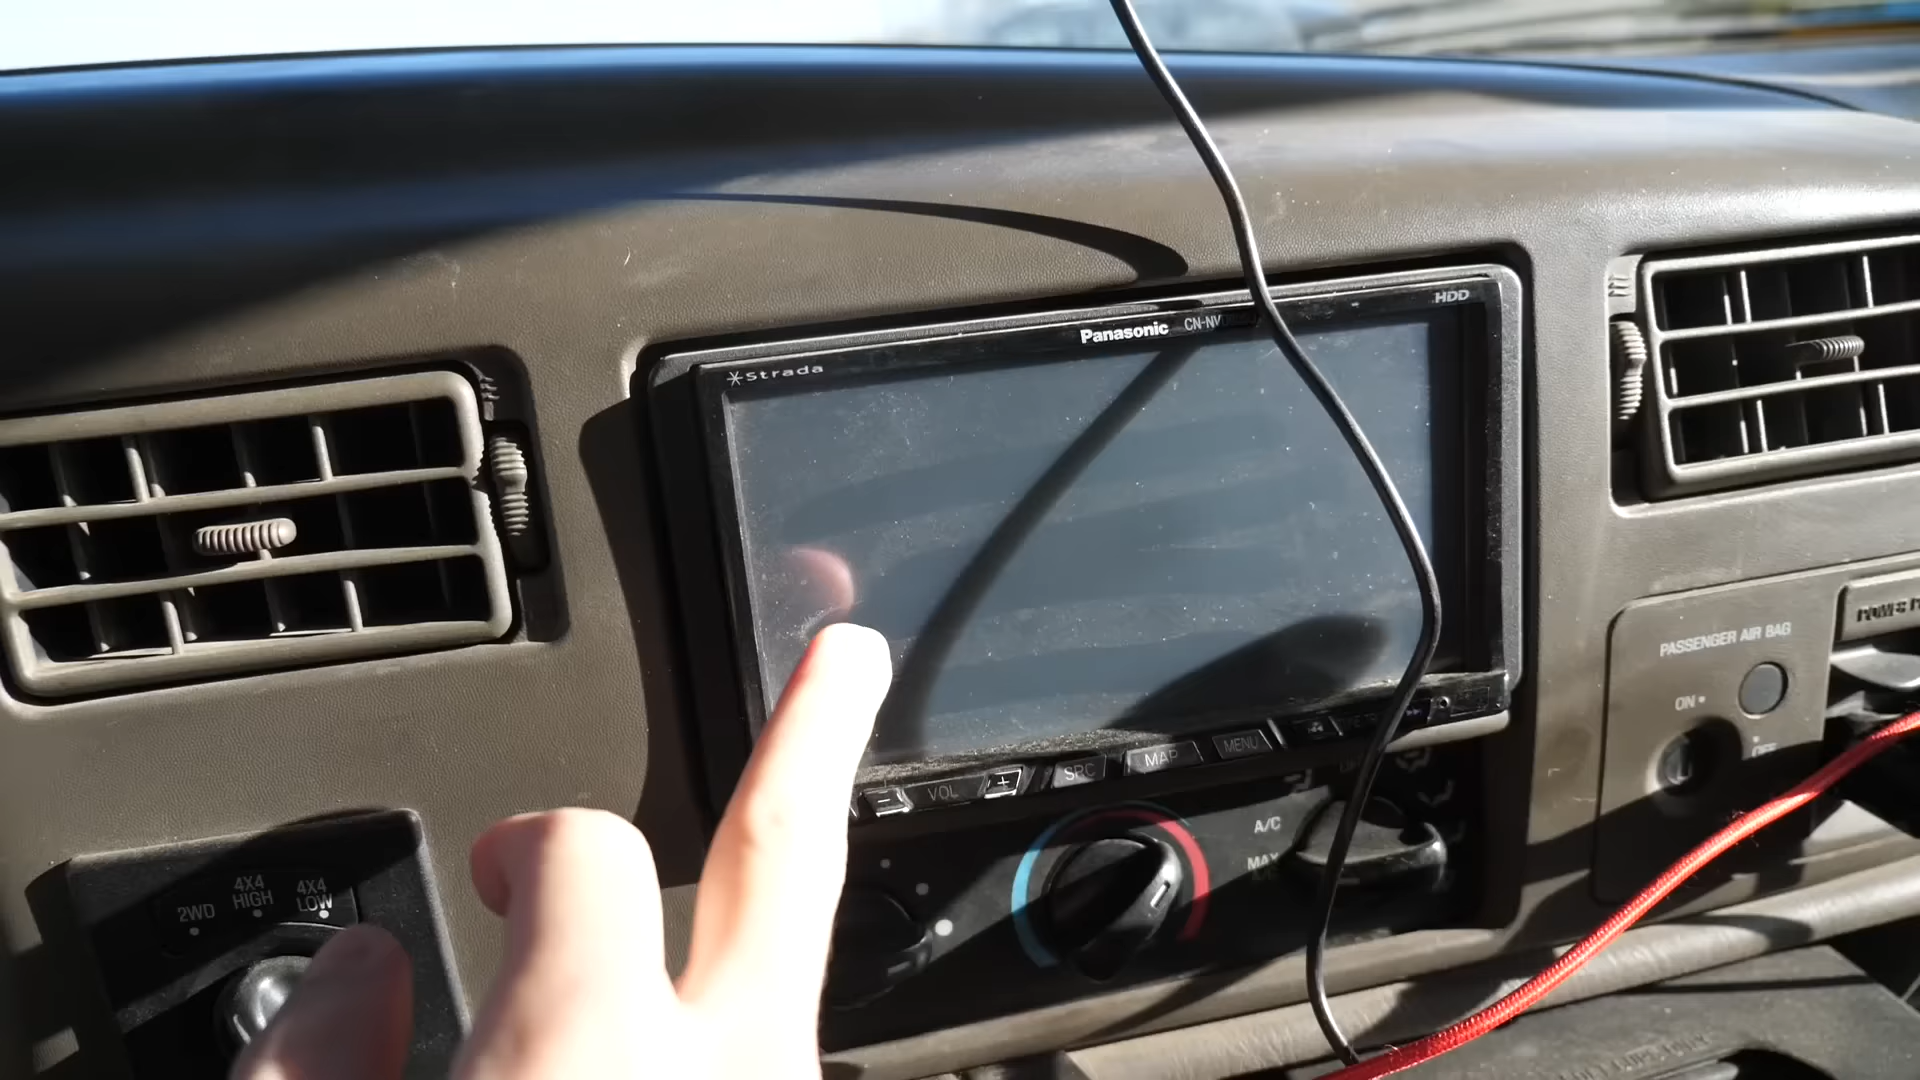 HDD
Panasonic CN-NV
Strada
PASSENGER AIR BAG
ON
OFF
VOL
SRC
MAP
MENU
A/C
MAX
2WD
4X4
HIGH
4X4
LOW